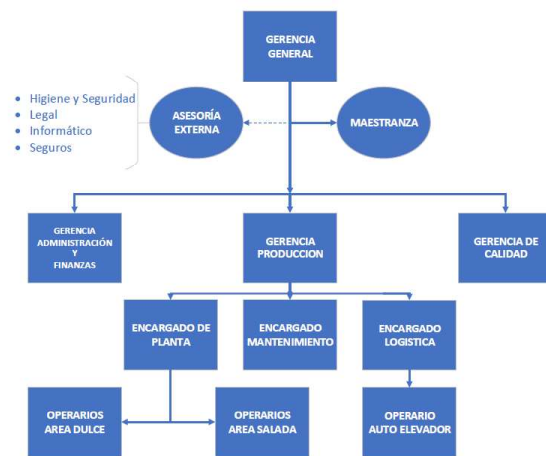 GERENCIA
GENERAL
• Higiene y Seguridad
• Legal
• Informático
• Seguros
ASESORÍA
EXTERNA
MAESTRANZA
GERENCIA
ADMINISTRACIÓN
Y
FINANZAS
GERENCIA
PRODUCCION
GERENCIA DE
CALIDAD
ENCARGADO DE
PLANTA
ENCARGADO
MANTENIMIENTO
ENCARGADO
LOGISTICA
OPERARIOS
AREA DULCE
OPERARIOS
AREA SALADA
OPERARIO
AUTO ELEVADOR